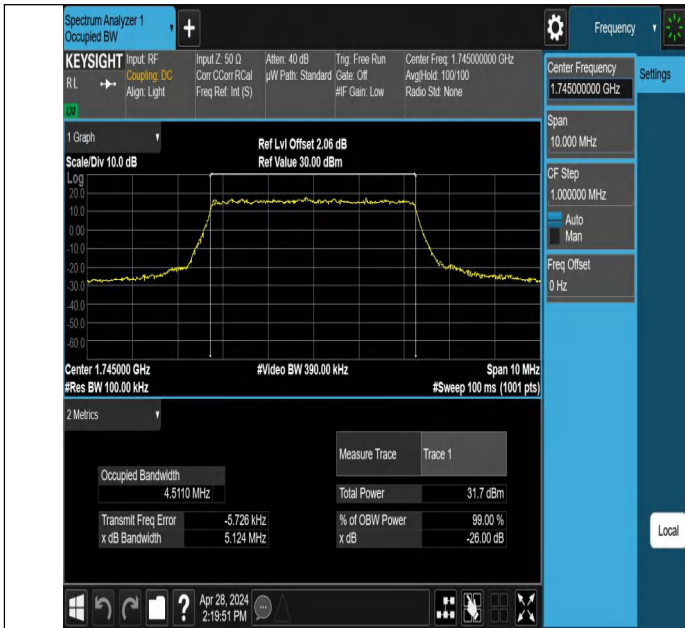 Spectrum Analyzer 1
Occupied BW
+
Frequency
KEYSIGHT
RL
LXI
Input: RF
Coupling: DC
Align: Light
Input Z: 50 Ω
Corr CCorr RCal
Freq Ref: Int (S)
Atten: 40 dB
µW Path: Standard
Trig: Free Run
Gate: Off
#IF Gain: Low
Center Freq: 1.745000000 GHz
Avg|Hold: 100/100
Radio Std: None
Center Frequency
1.745000000 GHz
Settings
Span
10.000 MHz
CF Step
1.000000 MHz
Auto
Man
Freq Offset
0 Hz
Local
1 Graph
Scale/Div 10.0 dB
Ref Lvl Offset 2.06 dB
Ref Value 30.00 dBm
Log
20.0
10.0
0.00
-10.0
-20.0
-30.0
-40.0
-50.0
-60.0
Center 1.745000 GHz
#Video BW 390.00 kHz
Span 10 MHz
#Res BW 100.00 kHz
#Sweep 100 ms (1001 pts)
2 Metrics
Measure Trace Trace 1
Occupied Bandwidth
4.5110 MHz
Total Power 31.7 dBm
Transmit Freq Error -5.726 kHz
% of OBW Power 99.00 %
x dB Bandwidth 5.124 MHz
x dB -26.00 dB
?
Apr 28, 2024
2:19:51 PM